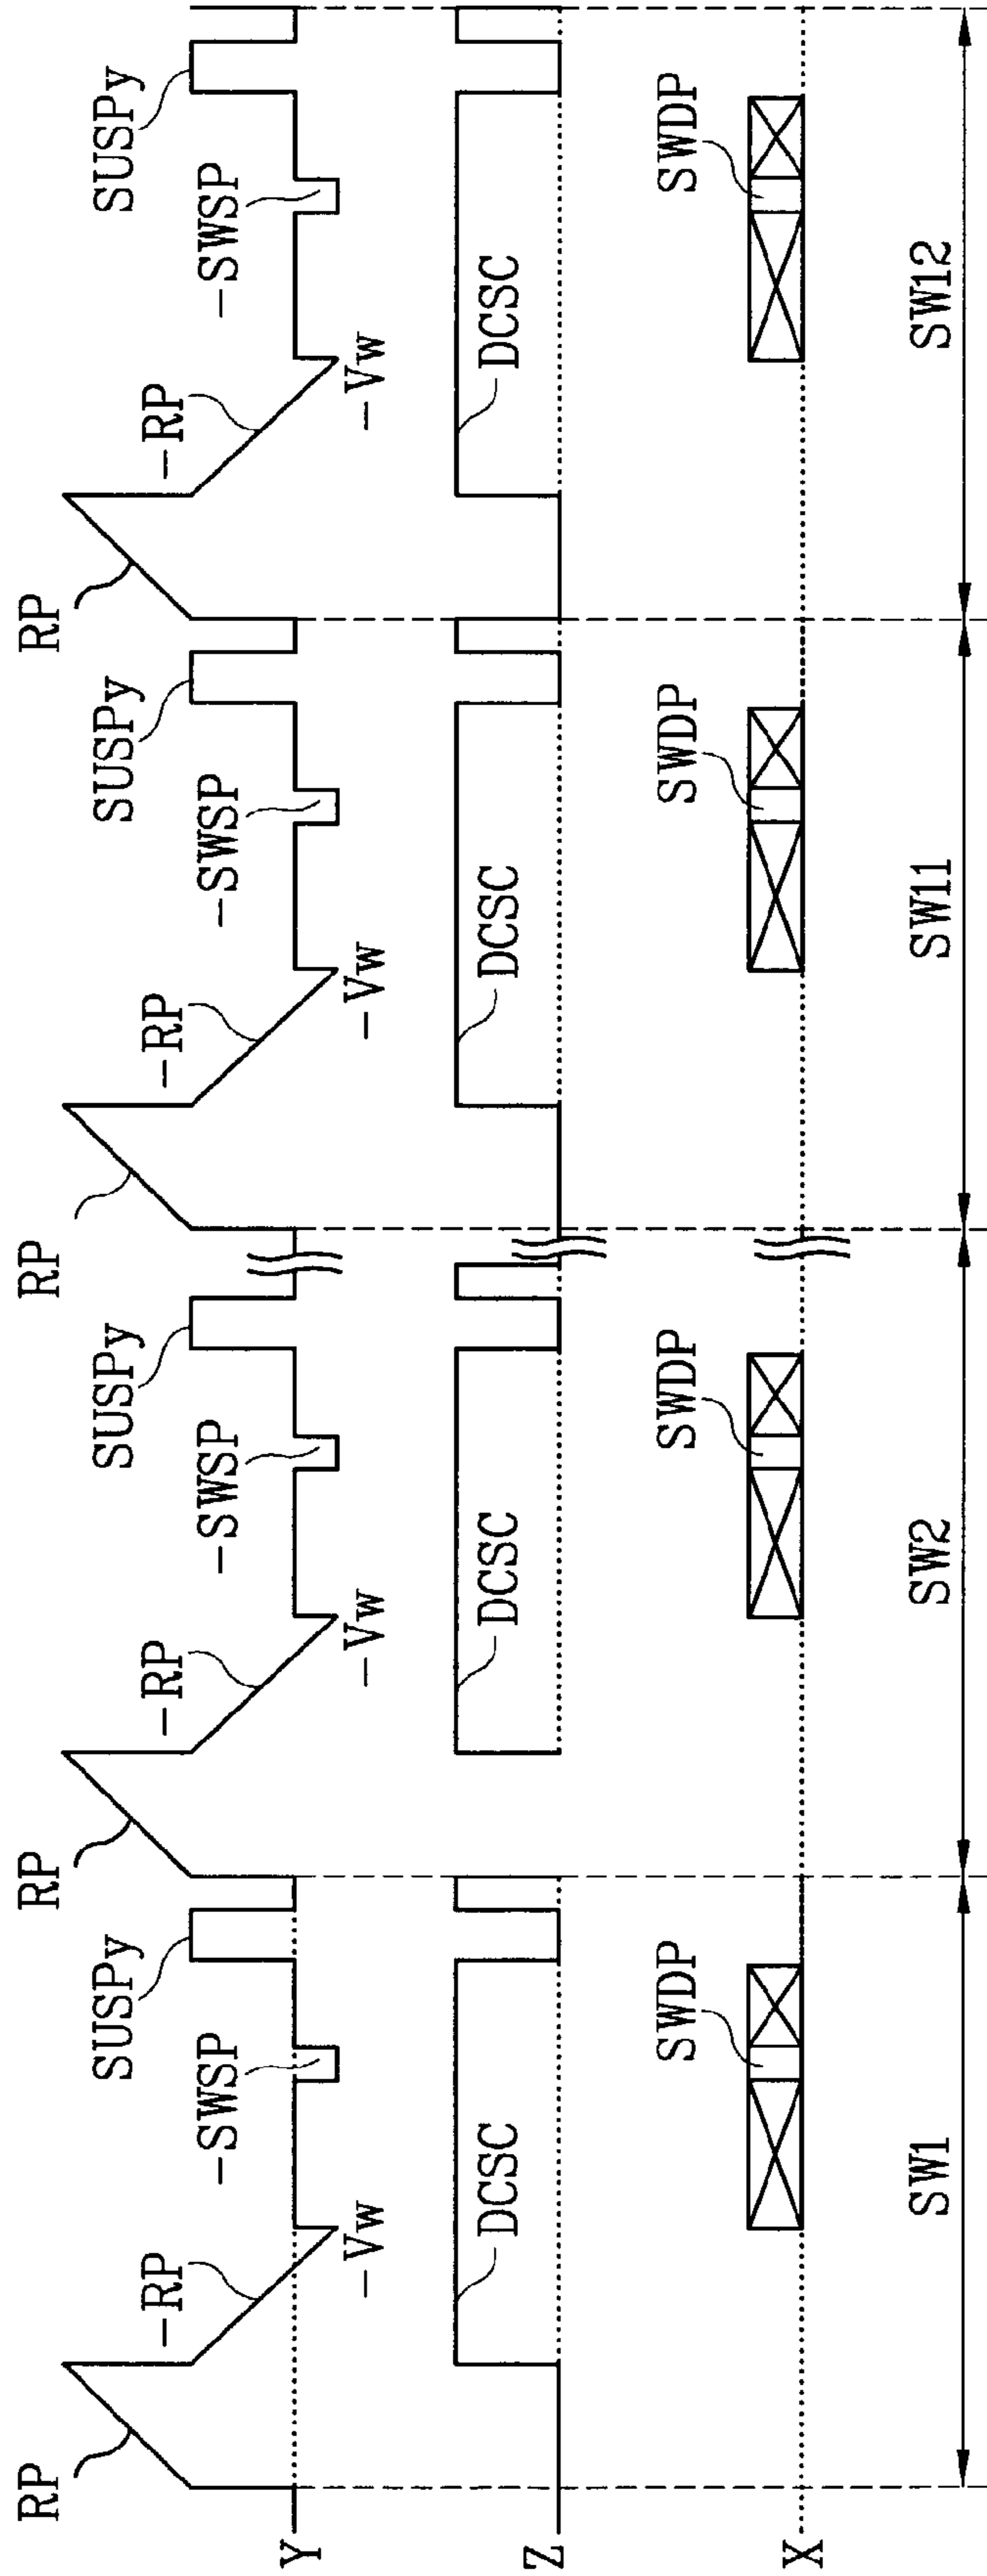 RP RP RP RP
SUSPy SUSPy SUSPy SUSPy
-RP -RP -RP -RP
-SWSP -SWSP -SWSP -SWSP
Y
-Vw -Vw -Vw -Vw
DCSC DCSC DCSC DCSC
Z
SWDP SWDP SWDP SWDP
X
SW1 SW2 SW11 SW12